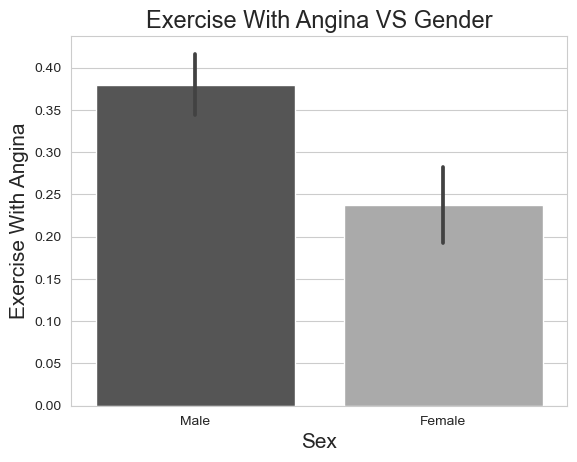 Exercise With Angina VS Gender
Exercise With Angina
0.40
0.35
0.30
0.25
0.20
0.15
0.10
0.05
0.00
Male
Female
Sex